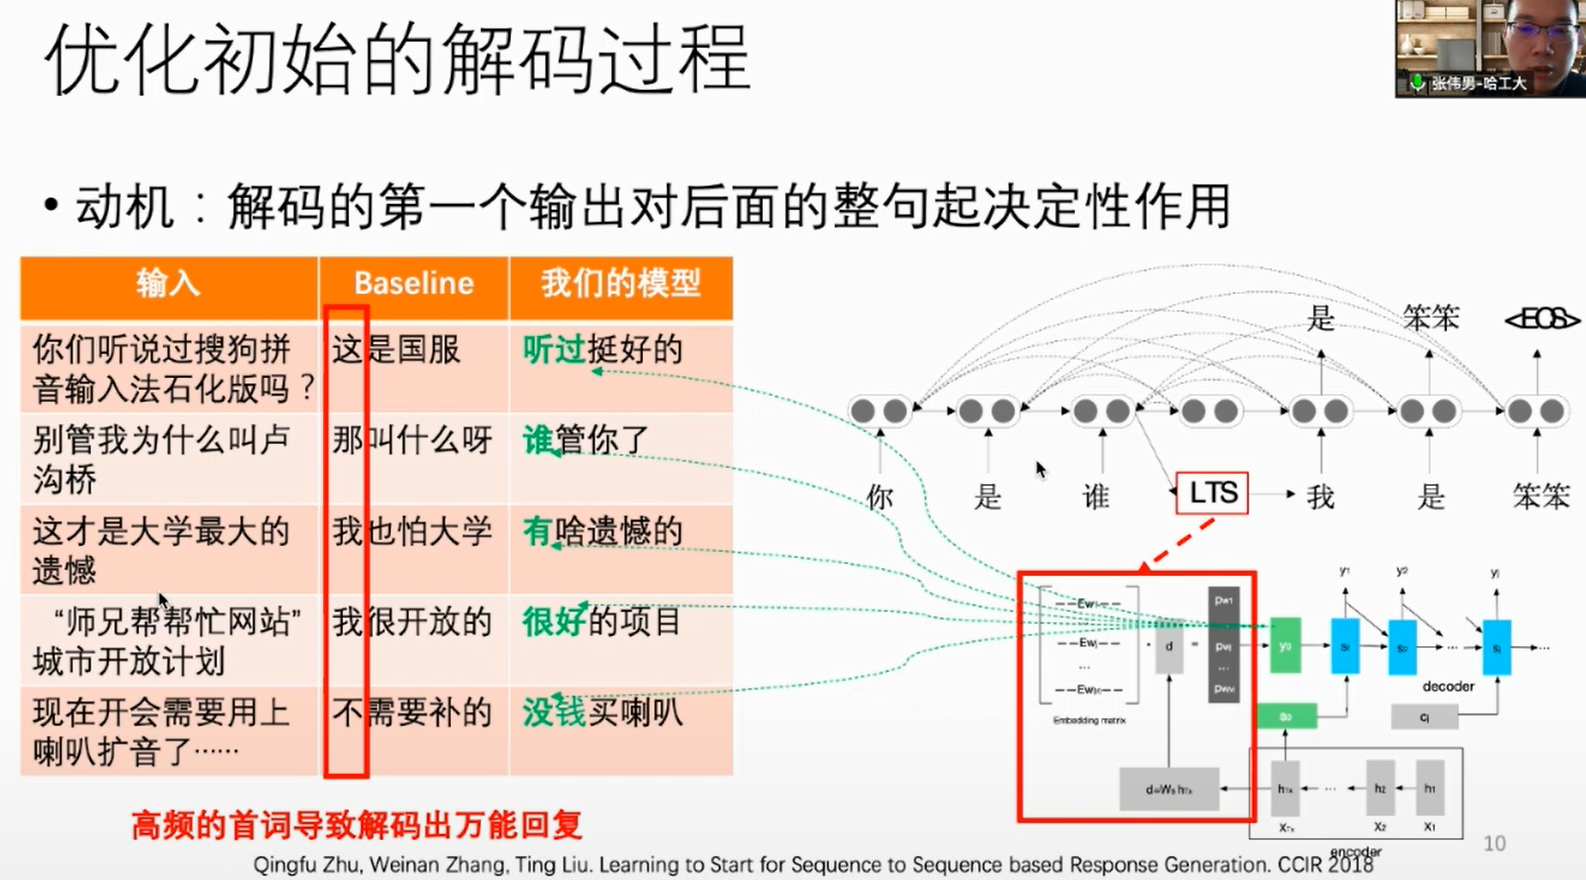 优化初始的解码过程
张伟男-哈工大
• 动机：解码的第一个输出对后面的整句起决定性作用
输入 Baseline 我们的模型
你们听说过搜狗拼
音输入法石化版吗？
这是国服
听过挺好的
别管我为什么叫卢
沟桥
那叫什么呀
谁管你了
这才是大学最大的
遗憾
我也怕大学
有啥遗憾的
“师兄帮帮忙网站”
城市开放计划
我很开放的
很好的项目
现在开会需要用上
喇叭扩音了……
不需要补的
没钱买喇叭
高频的首词导致解码出万能回复
是 笨笨 <EOS>
你 是 谁 LTS 我 是 笨笨
y1 y2 yj
Ew1
Ewj
...
Ew|V|
Embedding matrix
• d =
pw1
pwj
...
y0 s1 s2 ... sj ...
decoder
s0 cj
d=Ws hTx
hTx ... h2 h1
xTx x2 x1
encoder
10
Qingfu Zhu, Weinan Zhang, Ting Liu. Learning to Start for Sequence to Sequence based Response Generation. CCIR 2018